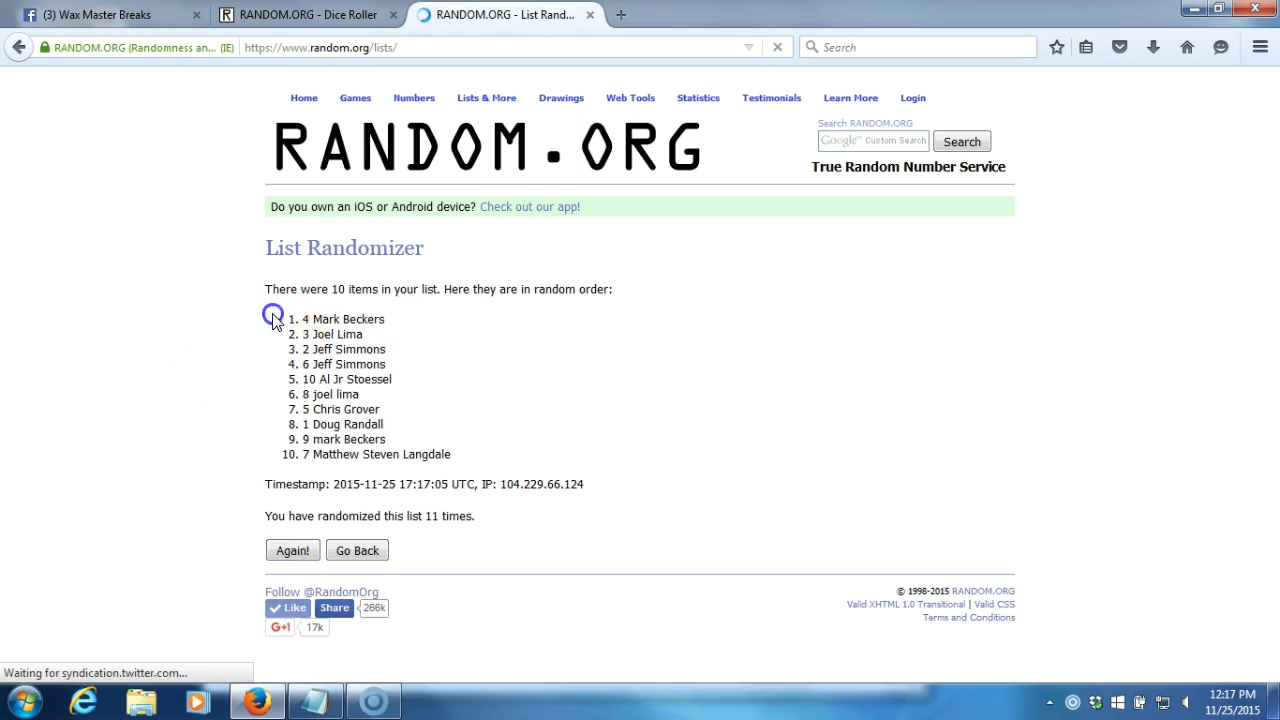 (3) Wax Master Breaks
RANDOM.ORG - Dice Roller
RANDOM.ORG - List Rand...
RANDOM.ORG (Randomness an... (IE)
https://www.random.org/lists/
Search
Home Games Numbers Lists & More Drawings Web Tools Statistics Testimonials Learn More Login
RANDOM.ORG
Search RANDOM.ORG
Google™ Custom Search
Search
True Random Number Service
Do you own an iOS or Android device? Check out our app!
List Randomizer
There were 10 items in your list. Here they are in random order:
1. 4 Mark Beckers
2. 3 Joel Lima
3. 2 Jeff Simmons
4. 6 Jeff Simmons
5. 10 Al Jr Stoessel
6. 8 joel lima
7. 5 Chris Grover
8. 1 Doug Randall
9. 9 mark Beckers
10. 7 Matthew Steven Langdale
Timestamp: 2015-11-25 17:17:05 UTC, IP: 104.229.66.124
You have randomized this list 11 times.
Again! Go Back
Follow @RandomOrg
Like Share 266k
G+1 17k
© 1998-2015 RANDOM.ORG
Valid XHTML 1.0 Transitional | Valid CSS
Terms and Conditions
Waiting for syndication.twitter.com...
12:17 PM
11/25/2015